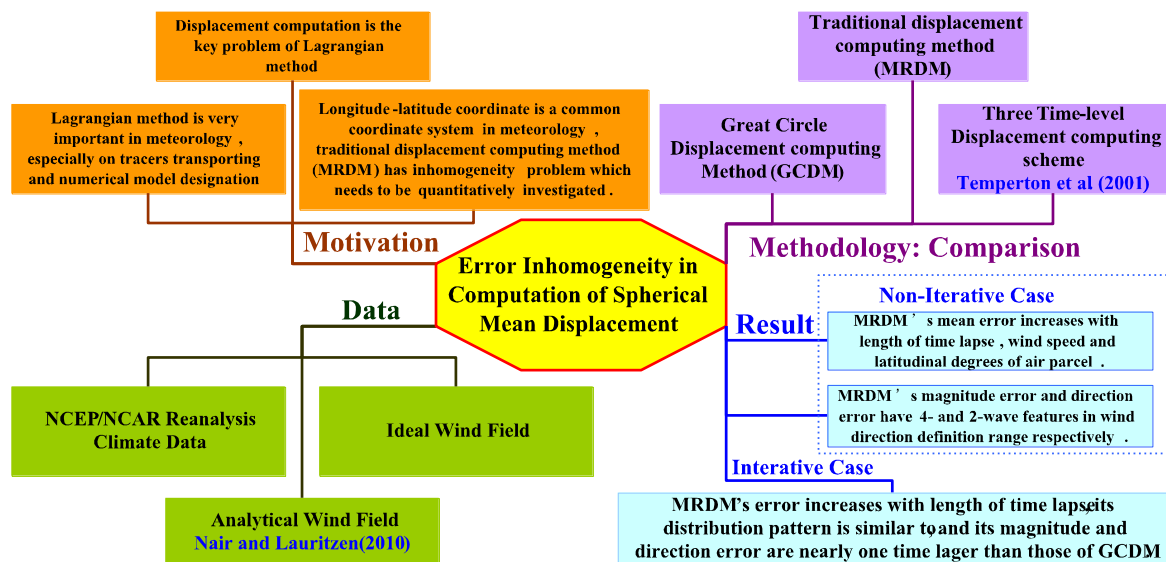 Displacement computation is the
key problem of Lagrangian
method
Lagrangian method is very
important in meteorology ,
especially on tracers transporting
and numerical model designation
Longitude -latitude coordinate is a common
coordinate system in meteorology ,
traditional displacement computing method
(MRDM) has inhomogeneity problem which
needs to be quantitatively investigated .
Motivation
Traditional displacement
computing method
(MRDM)
Great Circle
Displacement computing
Method (GCDM)
Three Time-level
Displacement computing
scheme
Temperton et al. (2001)
Methodology: Comparison
Error Inhomogeneity in
Computation of Spherical
Mean Displacement
Data
NCEP/NCAR Reanalysis
Climate Data
Ideal Wind Field
Analytical Wind Field
Nair and Lauritzen(2010)
Result
Non-Iterative Case
MRDM ’ s mean error increases with
length of time lapse , wind speed and
latitudinal degrees of air parcel .
MRDM ’ s magnitude error and direction
error have 4- and 2-wave features in wind
direction definition range respectively .
Interative Case
MRDM’s error increases with length of time lapse,its
distribution pattern is similar to,and its magnitude and
direction error are nearly one time lager than those of GCDM